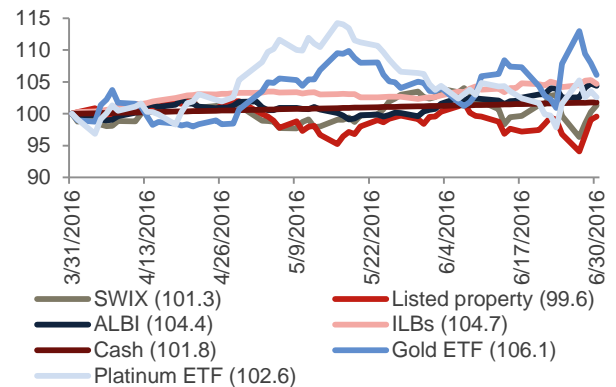 115
110
105
100
95
90
3/31/2016
4/13/2016
4/26/2016
5/9/2016
5/22/2016
6/4/2016
6/17/2016
6/30/2016
SWIX (101.3)
Listed property (99.6)
ALBI (104.4)
ILBs (104.7)
Cash (101.8)
Gold ETF (106.1)
Platinum ETF (102.6)